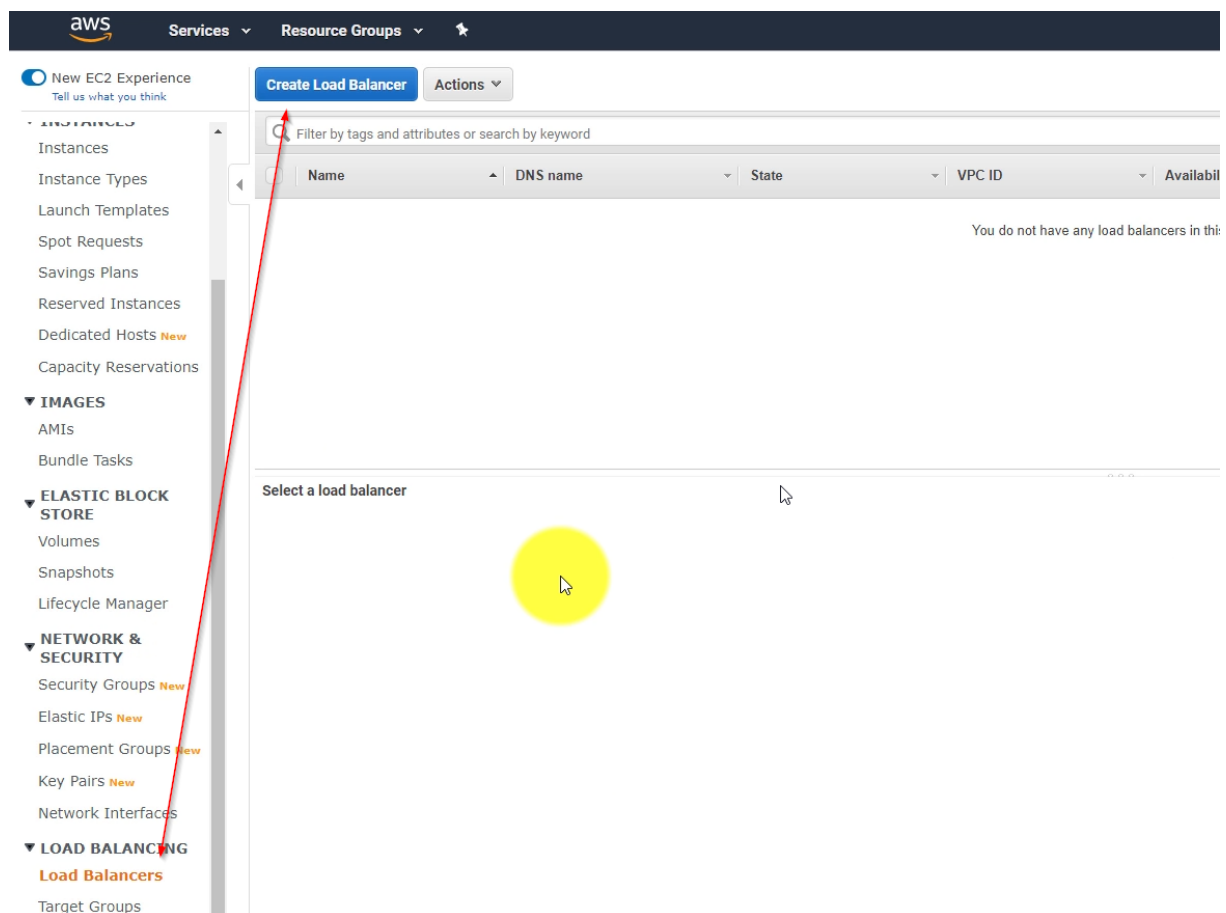 aws
Services
Resource Groups
New EC2 Experience
Tell us what you think
Create Load Balancer
Actions
INSTANCES
Instances
Instance Types
Launch Templates
Spot Requests
Savings Plans
Reserved Instances
Dedicated Hosts New
Capacity Reservations
IMAGES
AMIs
Bundle Tasks
ELASTIC BLOCK
STORE
Volumes
Snapshots
Lifecycle Manager
NETWORK &
SECURITY
Security Groups New
Elastic IPs New
Placement Groups New
Key Pairs New
Network Interfaces
LOAD BALANCING
Load Balancers
Target Groups
Filter by tags and attributes or search by keyword
Name DNS name State VPC ID Availabil
You do not have any load balancers in this
Select a load balancer